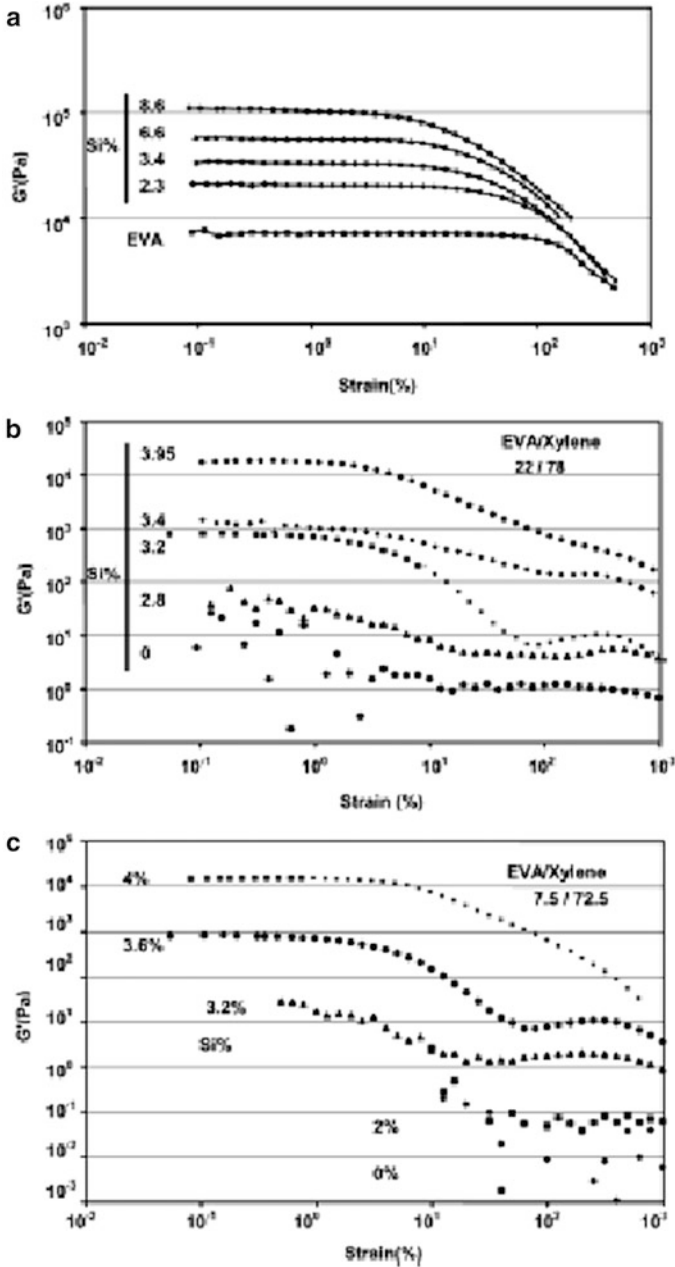 a
10⁶
10⁵
10⁴
10³
G'(Pa)
Si%
8.6
6.6
3.4
2.3
EVA
10⁻² 10⁻¹ 10⁰ 10¹ 10² 10³
Strain(%)
b
10⁵
10⁴
10³
10²
10¹
10⁰
10⁻¹
G'(Pa)
Si%
3.95
3.4
3.2
2.8
0
EVA/Xylene
22 / 78
10⁻² 10⁻¹ 10⁰ 10¹ 10² 10³
Strain (%)
c
10⁵
10⁴
10³
10²
10¹
10⁰
10⁻¹
10⁻²
10⁻³
G'(Pa)
4%
3.6%
3.2%
Si%
2%
0%
EVA/Xylene
7.5 / 72.5
10⁻² 10⁻¹ 10⁰ 10¹ 10²
Strain(%)